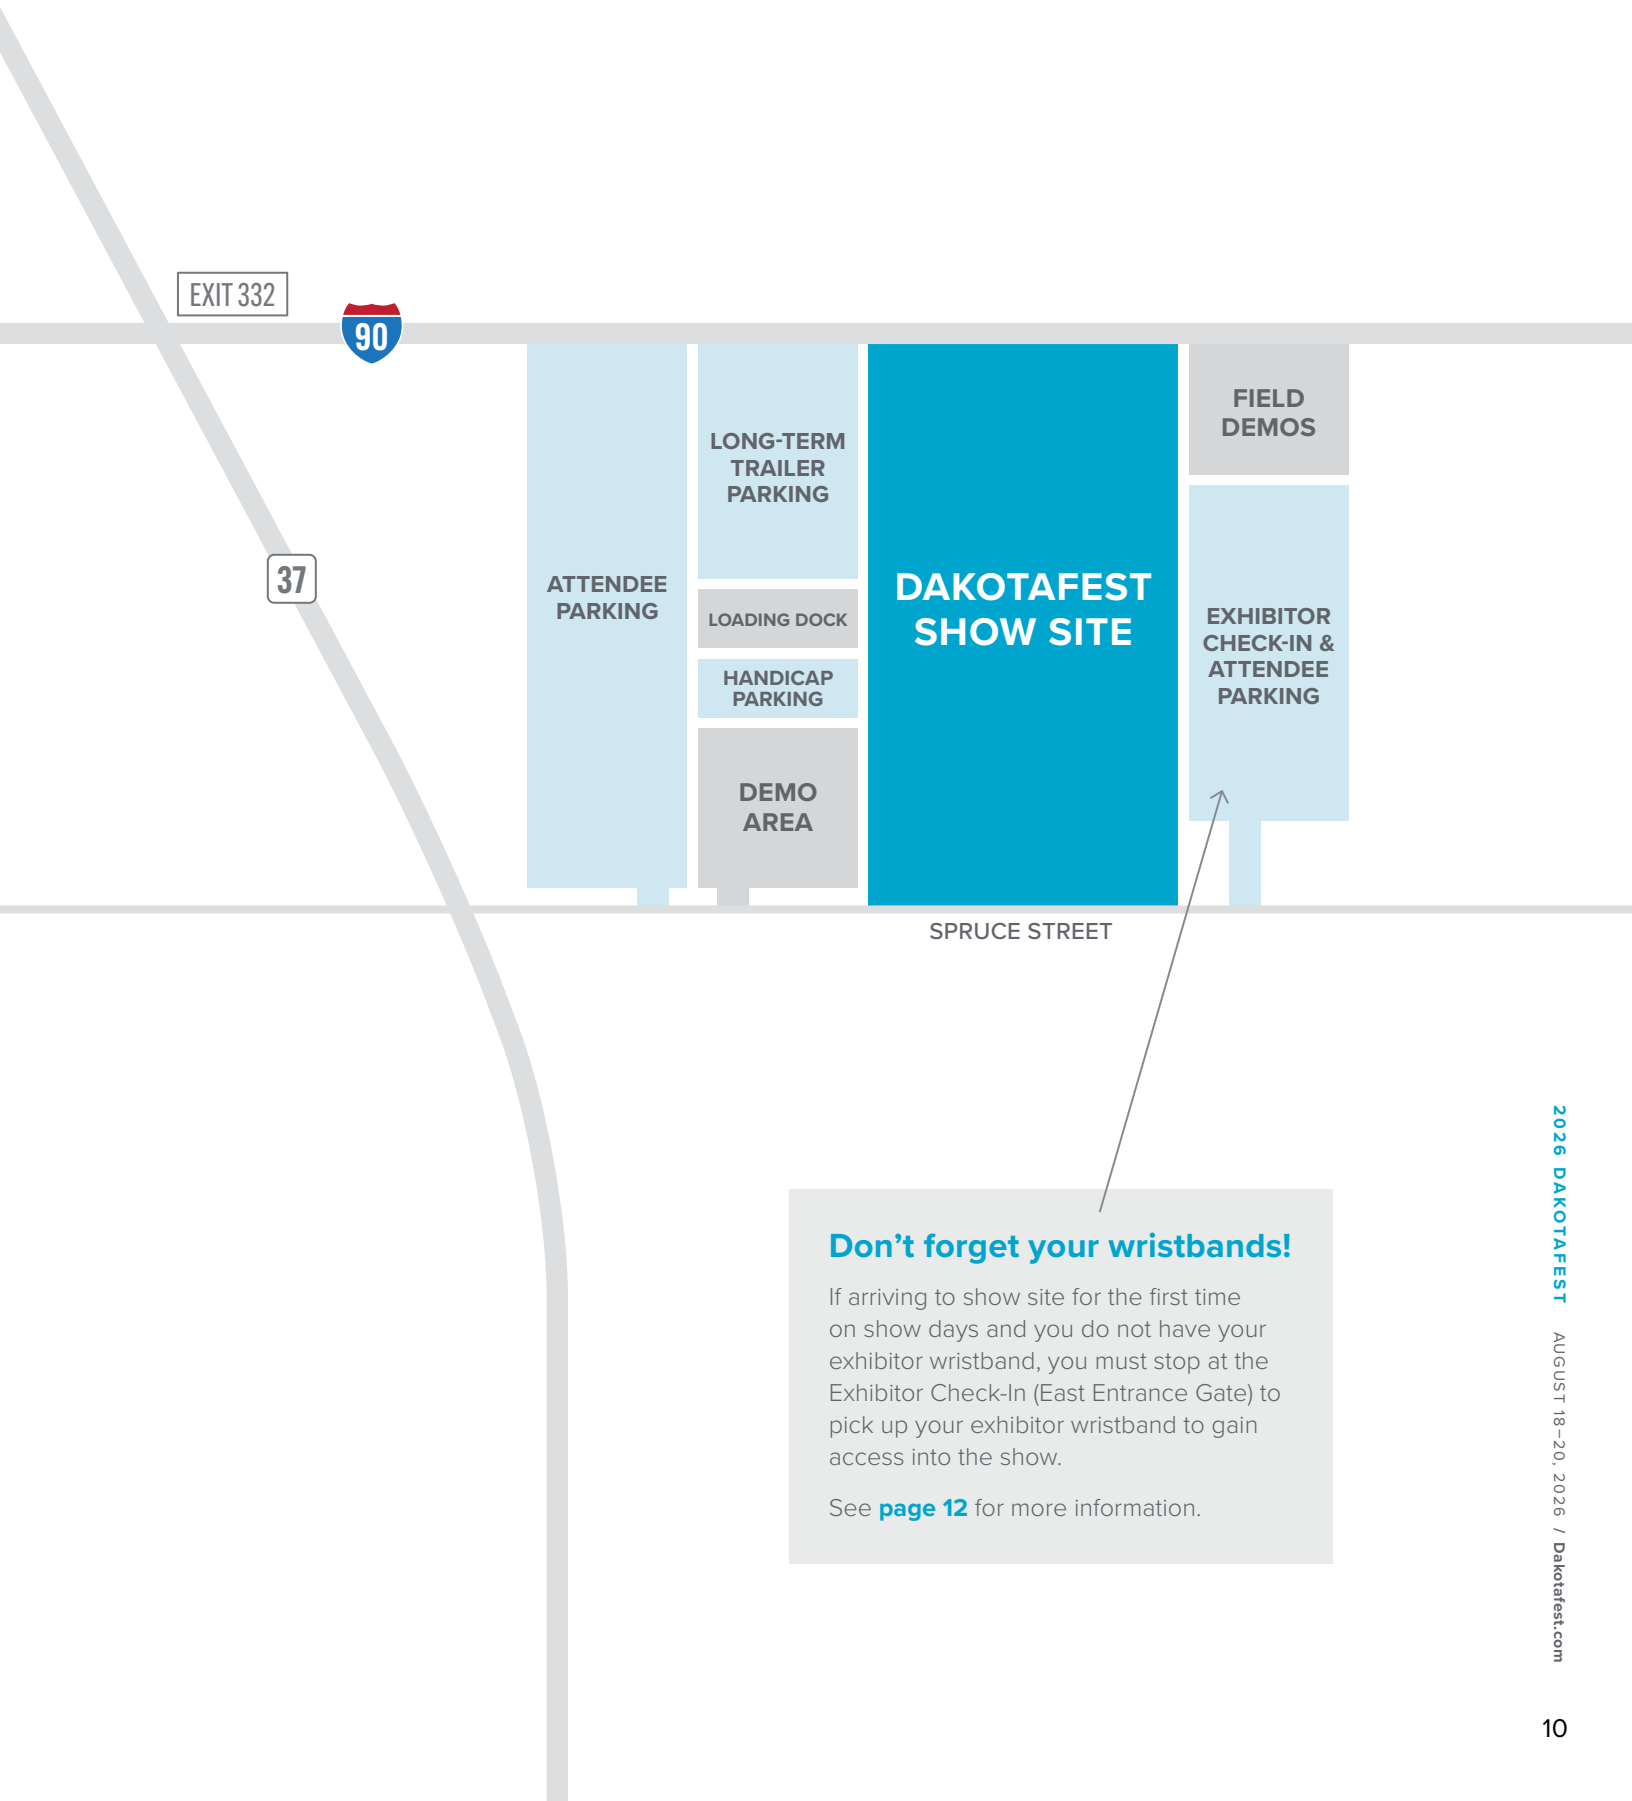 EXIT 332
90
37
ATTENDEE
PARKING
LONG-TERM
TRAILER
PARKING
LOADING DOCK
HANDICAP
PARKING
DEMO
AREA
DAKOTAFEST
SHOW SITE
FIELD
DEMOS
EXHIBITOR
CHECK-IN &
ATTENDEE
PARKING
SPRUCE STREET
Don’t forget your wristbands!
If arriving to show site for the first time
on show days and you do not have your
exhibitor wristband, you must stop at the
Exhibitor Check-In (East Entrance Gate) to
pick up your exhibitor wristband to gain
access into the show.
See page 12 for more information.
2026 DAKOTAFEST AUGUST 18–20, 2026 / Dakotafest.com
10